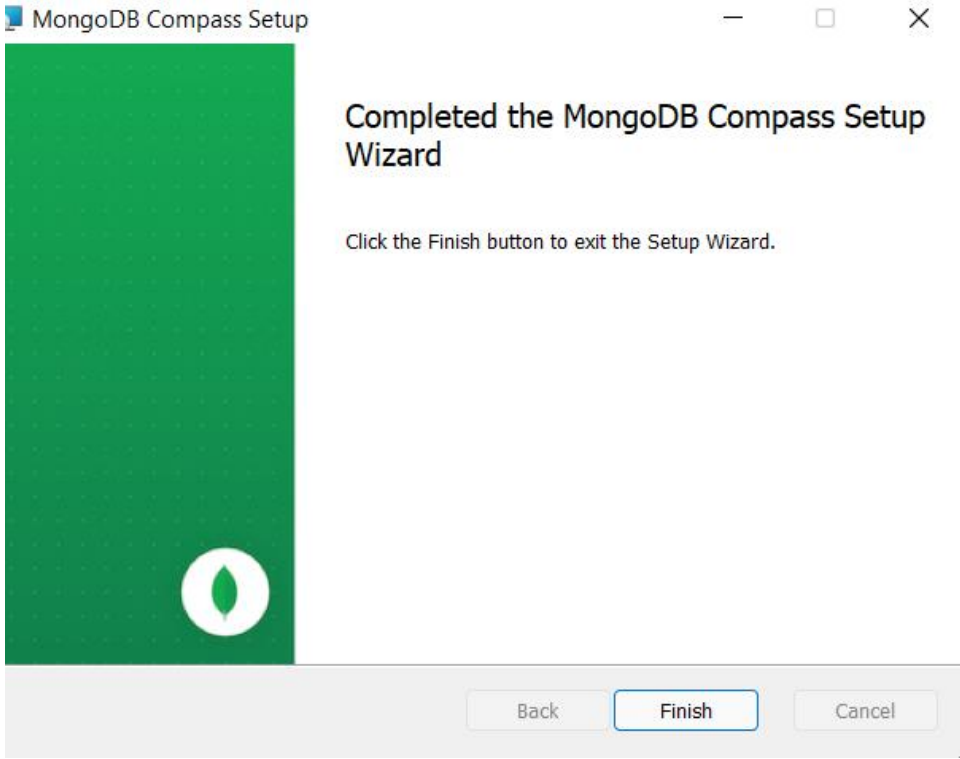 MongoDB Compass Setup
Completed the MongoDB Compass Setup
Wizard
Click the Finish button to exit the Setup Wizard.
Back Finish Cancel